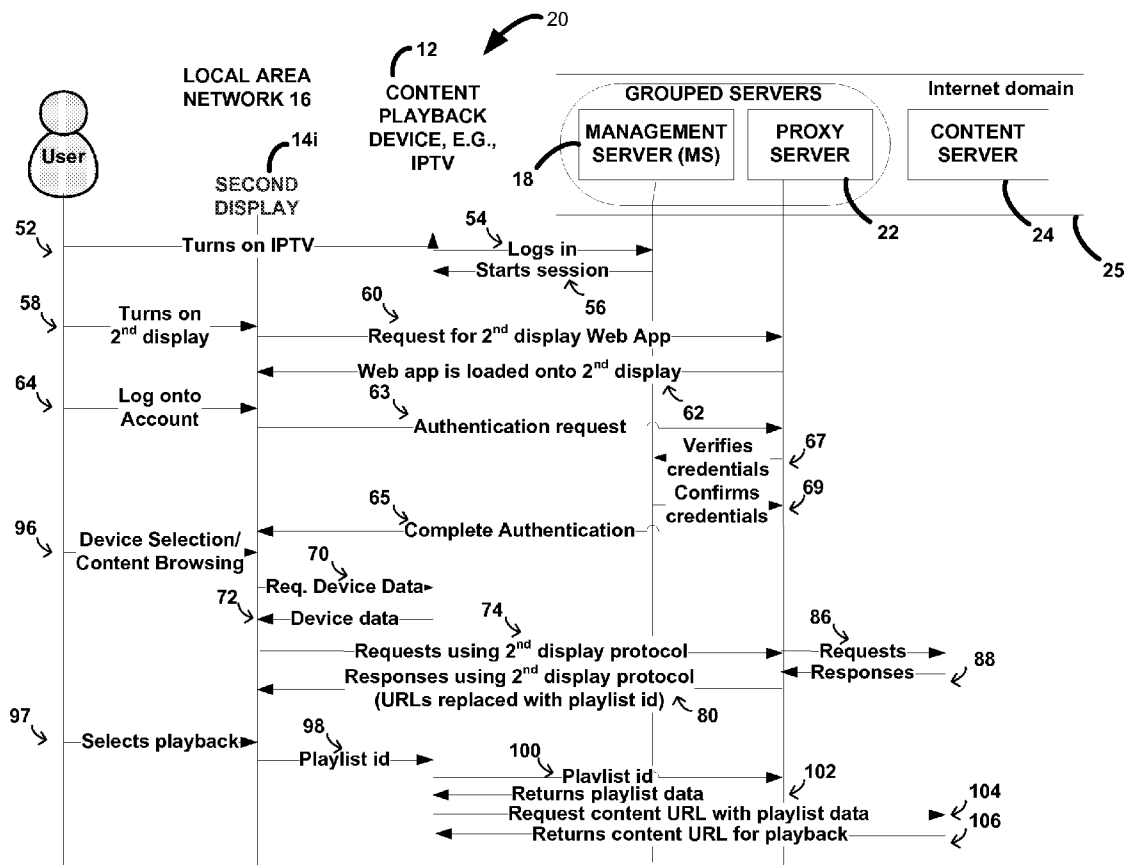 20
12
LOCAL AREA
NETWORK 16
CONTENT
PLAYBACK
DEVICE, E.G.,
IPTV
Internet domain
GROUPED SERVERS
MANAGEMENT
SERVER (MS)
PROXY
SERVER
CONTENT
SERVER
User
14i
SECOND
DISPLAY
18
22
24
25
52
Turns on IPTV
54
Logs in
Starts session
56
58
Turns on
2nd display
60
Request for 2nd display Web App
Web app is loaded onto 2nd display
62
64
Log onto
Account
63
Authentication request
Verifies
credentials
67
Confirms
credentials
69
65
Complete Authentication
96
Device Selection/
Content Browsing
70
Req. Device Data
72
Device data
74
Requests using 2nd display protocol
86
Requests
Responses
88
Responses using 2nd display protocol
(URLs replaced with playlist id)
80
97
Selects playback
98
Playlist id
100
Playlist id
102
Returns playlist data
Request content URL with playlist data
104
Returns content URL for playback
106